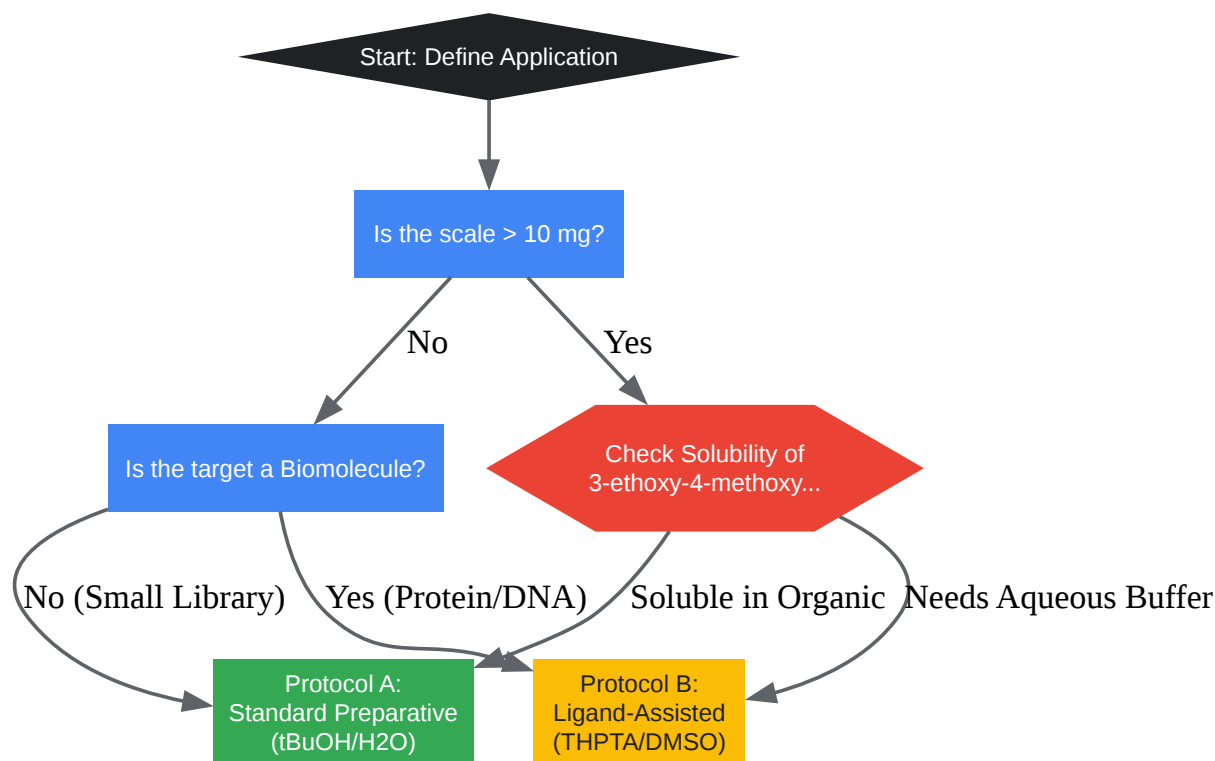 Start: Define Application
Is the scale > 10 mg?
No
Yes
Is the target a Biomolecule?
Check Solubility of
3-ethoxy-4-methoxy...
No (Small Library)
Yes (Protein/DNA)
Soluble in Organic
Needs Aqueous Buffer
Protocol A:
Standard Preparative
(tBuOH/H2O)
Protocol B:
Ligand-Assisted
(THPTA/DMSO)